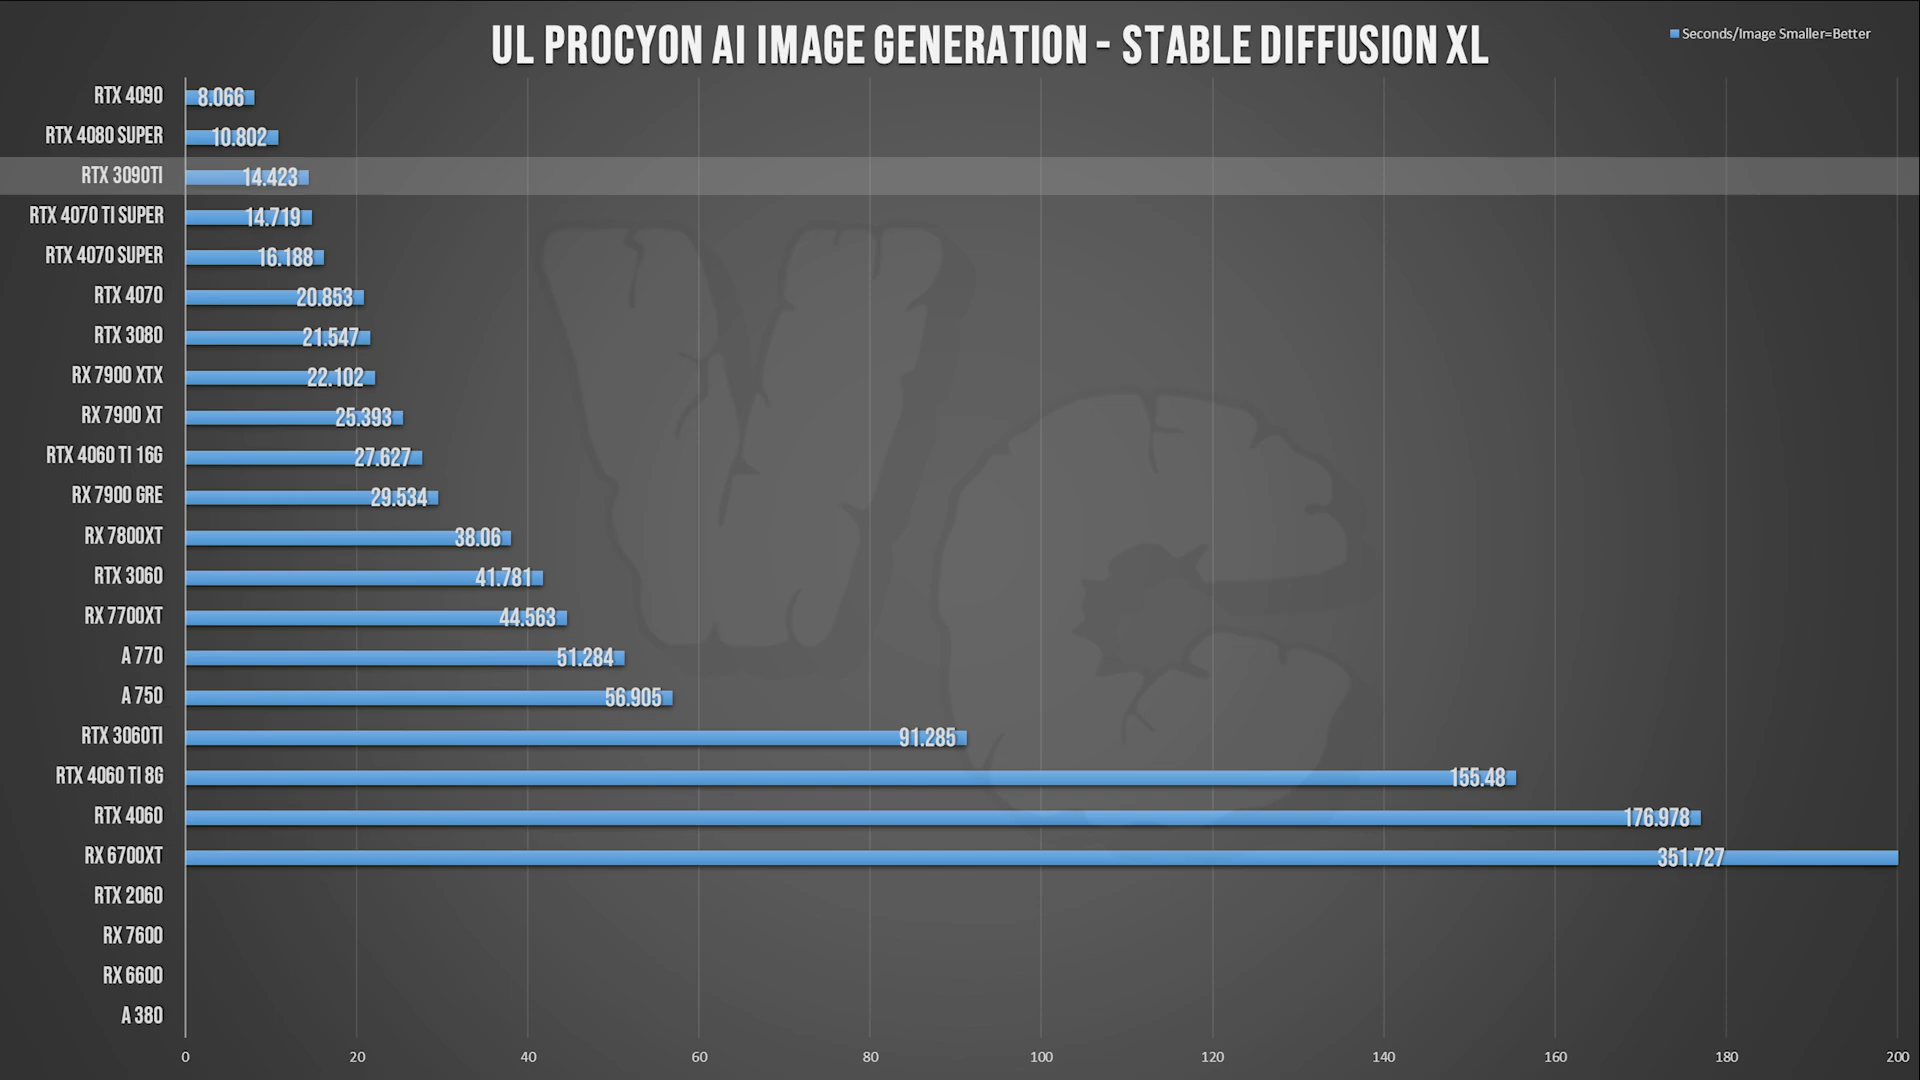 UL PROCYON AI IMAGE GENERATION - STABLE DIFFUSION XL
Seconds/Image Smaller=Better
RTX 4090 8.066
RTX 4080 SUPER 10.802
RTX 3090TI 14.423
RTX 4070 TI SUPER 14.719
RTX 4070 SUPER 16.188
RTX 4070 20.853
RTX 3080 21.547
RX 7900 XTX 22.102
RX 7900 XT 25.393
RTX 4060 TI 16G 27.627
RX 7900 GRE 29.534
RX 7800XT 38.06
RTX 3060 41.781
RX 7700XT 44.563
A 770 51.284
A 750 56.905
RTX 3060TI 91.285
RTX 4060 TI 8G 155.48
RTX 4060 176.978
RX 6700XT 351.727
RTX 2060
RX 7600
RX 6600
A 380
0 20 40 60 80 100 120 140 160 180 200
WC